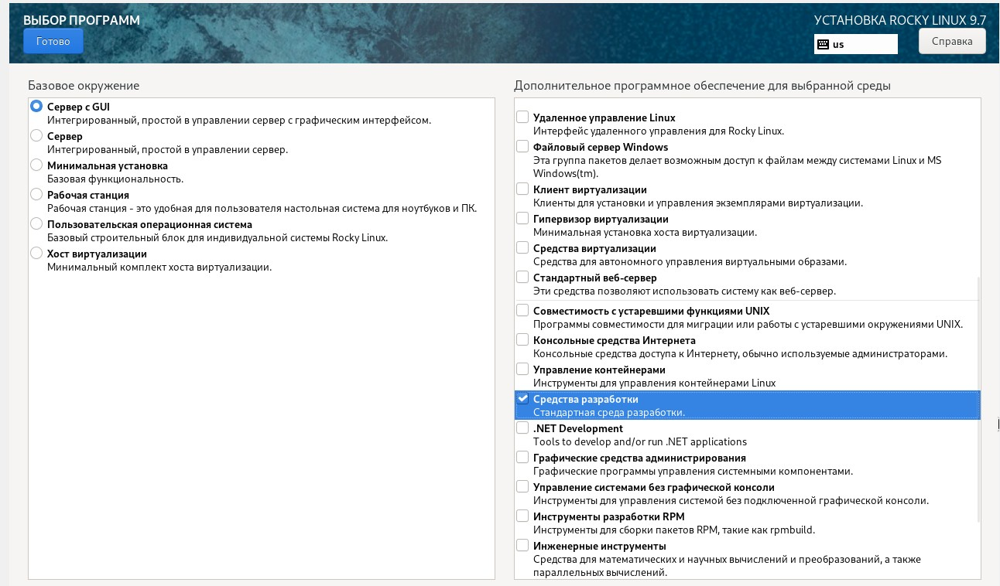 ВЫБОР ПРОГРАММ
Готово
УСТАНОВКА ROCKY LINUX 9.7
us
Справка
Базовое окружение
Сервер с GUI
Интегрированный, простой в управлении сервер с графическим интерфейсом.
Сервер
Интегрированный, простой в управлении сервер.
Минимальная установка
Базовая функциональность.
Рабочая станция
Рабочая станция - это удобная для пользователя настольная система для ноутбуков и ПК.
Пользовательская операционная система
Базовый строительный блок для индивидуальной системы Rocky Linux.
Хост виртуализации
Минимальный комплект хоста виртуализации.
Дополнительное программное обеспечение для выбранной среды
Удаленное управление Linux
Интерфейс удаленного управления для Rocky Linux.
Файловый сервер Windows
Эта группа пакетов делает возможным доступ к файлам между системами Linux и MS
Windows(tm).
Клиент виртуализации
Клиенты для установки и управления экземплярами виртуализации.
Гипервизор виртуализации
Минимальная установка хоста виртуализации.
Средства виртуализации
Средства для автономного управления виртуальными образами.
Стандартный веб-сервер
Эти средства позволяют использовать систему как веб-сервер.
Совместимость с устаревшими функциями UNIX
Программы совместимости для миграции или работы с устаревшими окружениями UNIX.
Консольные средства Интернета
Консольные средства доступа к Интернету, обычно используемые администраторами.
Управление контейнерами
Инструменты для управления контейнерами Linux
Средства разработки
Стандартная среда разработки.
.NET Development
Tools to develop and/or run .NET applications
Графические средства администрирования
Графические программы управления системными компонентами.
Управление системами без графической консоли
Инструменты для управления системой без подключенной графической консоли.
Инструменты разработки RPM
Инструменты для сборки пакетов RPM, такие как rpmbuild.
Инженерные инструменты
Средства для математических и научных вычислений и преобразований, а также
параллельных вычислений.